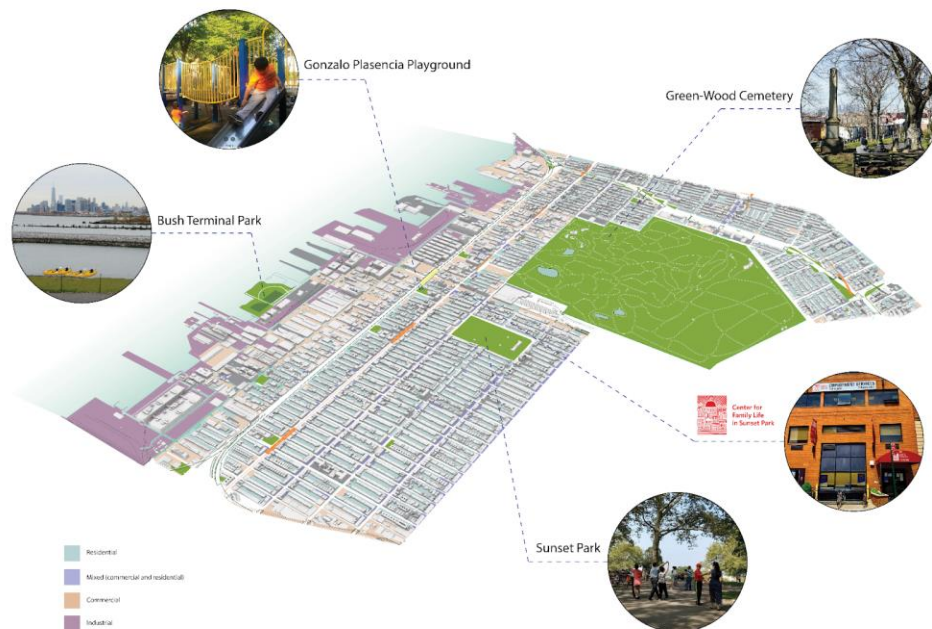 Gonzalo Plasencia Playground
Green-Wood Cemetery
Bush Terminal Park
Center for
Family Life
in Sunset Park
Sunset Park
Residential
Mixed (commercial and residential)
Commercial
Industrial